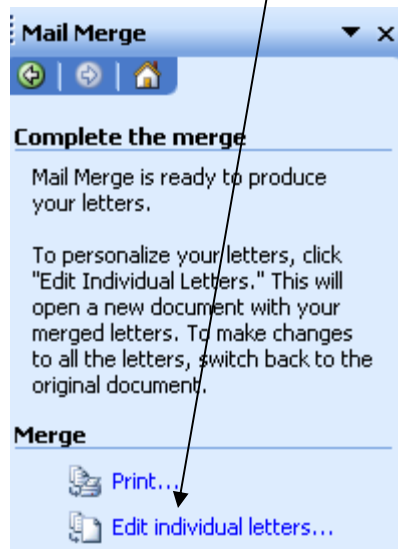 Mail Merge
Complete the merge
Mail Merge is ready to produce
your letters.
To personalize your letters, click
"Edit Individual Letters." This will
open a new document with your
merged letters. To make changes
to all the letters, switch back to the
original document.
Merge
Print...
Edit individual letters...